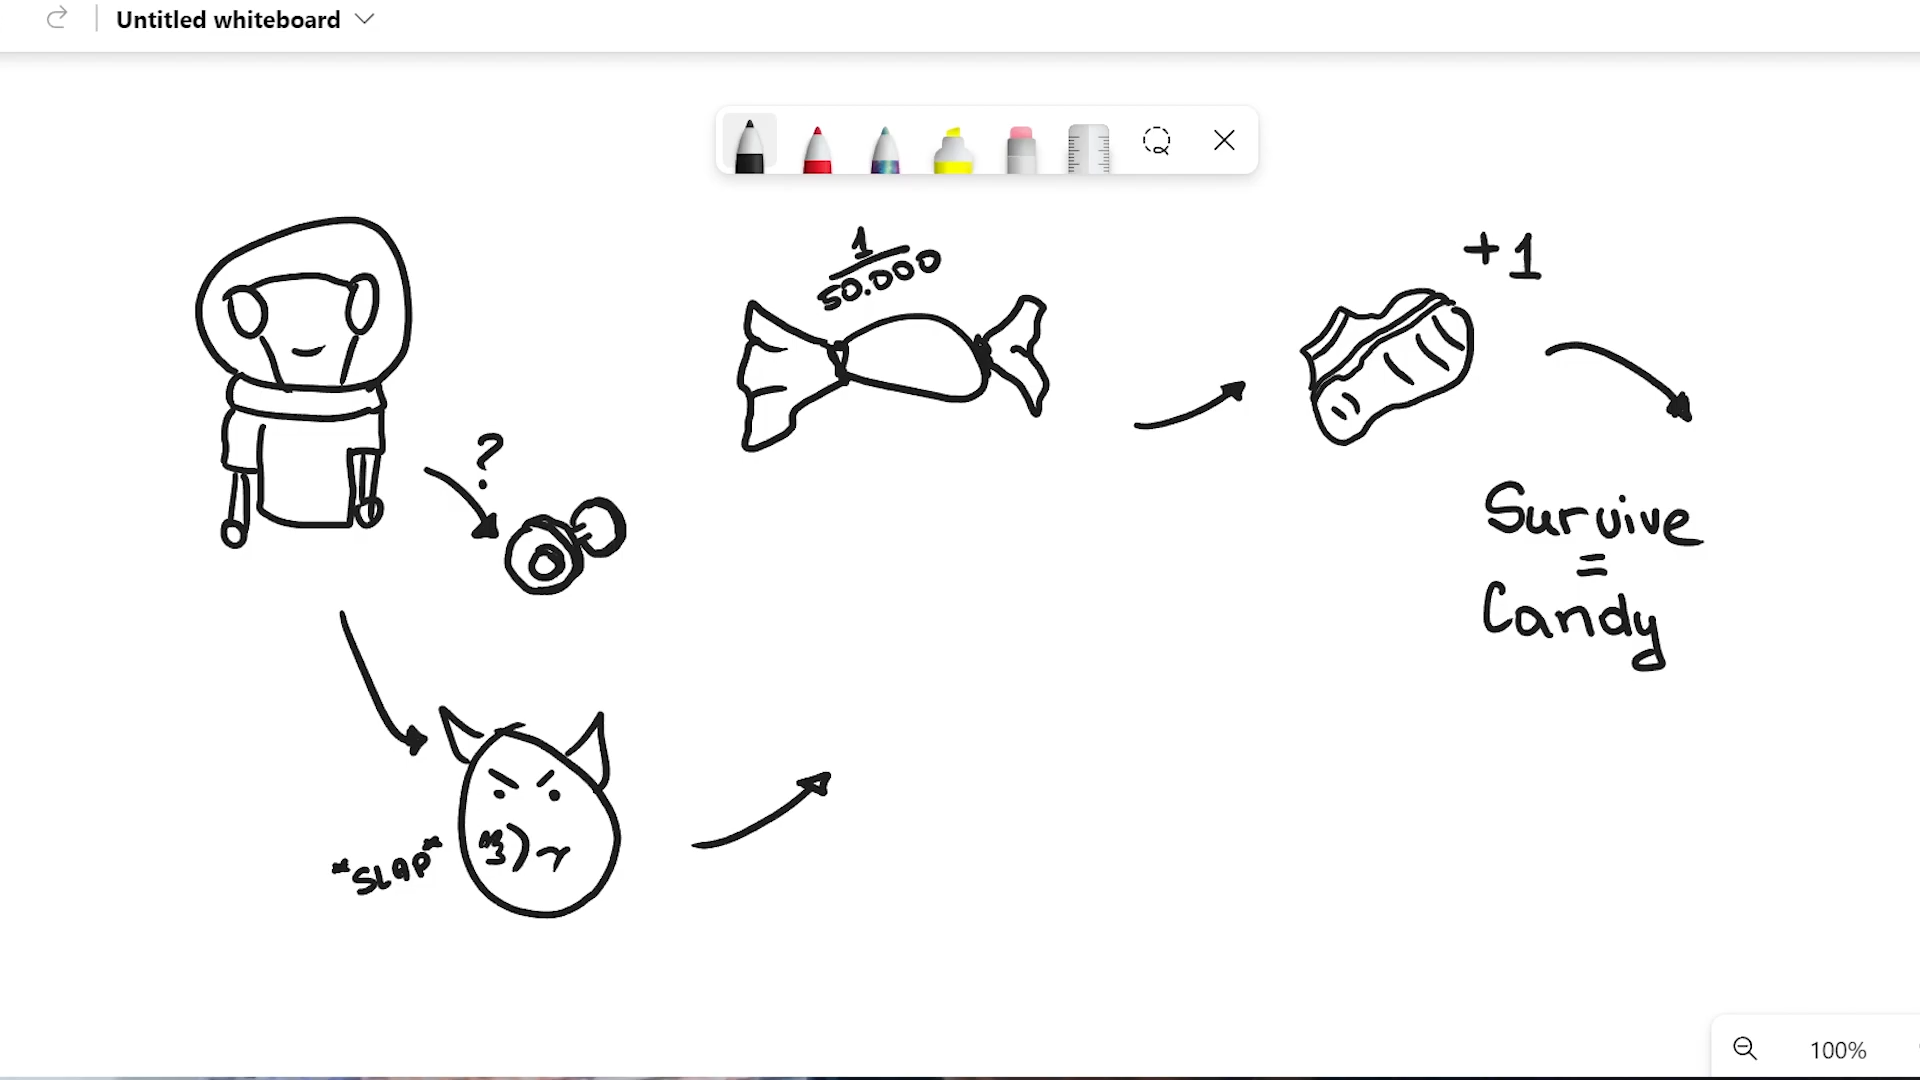 Untitled whiteboard
1
50.000
+1
?
Survive
=
Candy
*SLAP*
100%